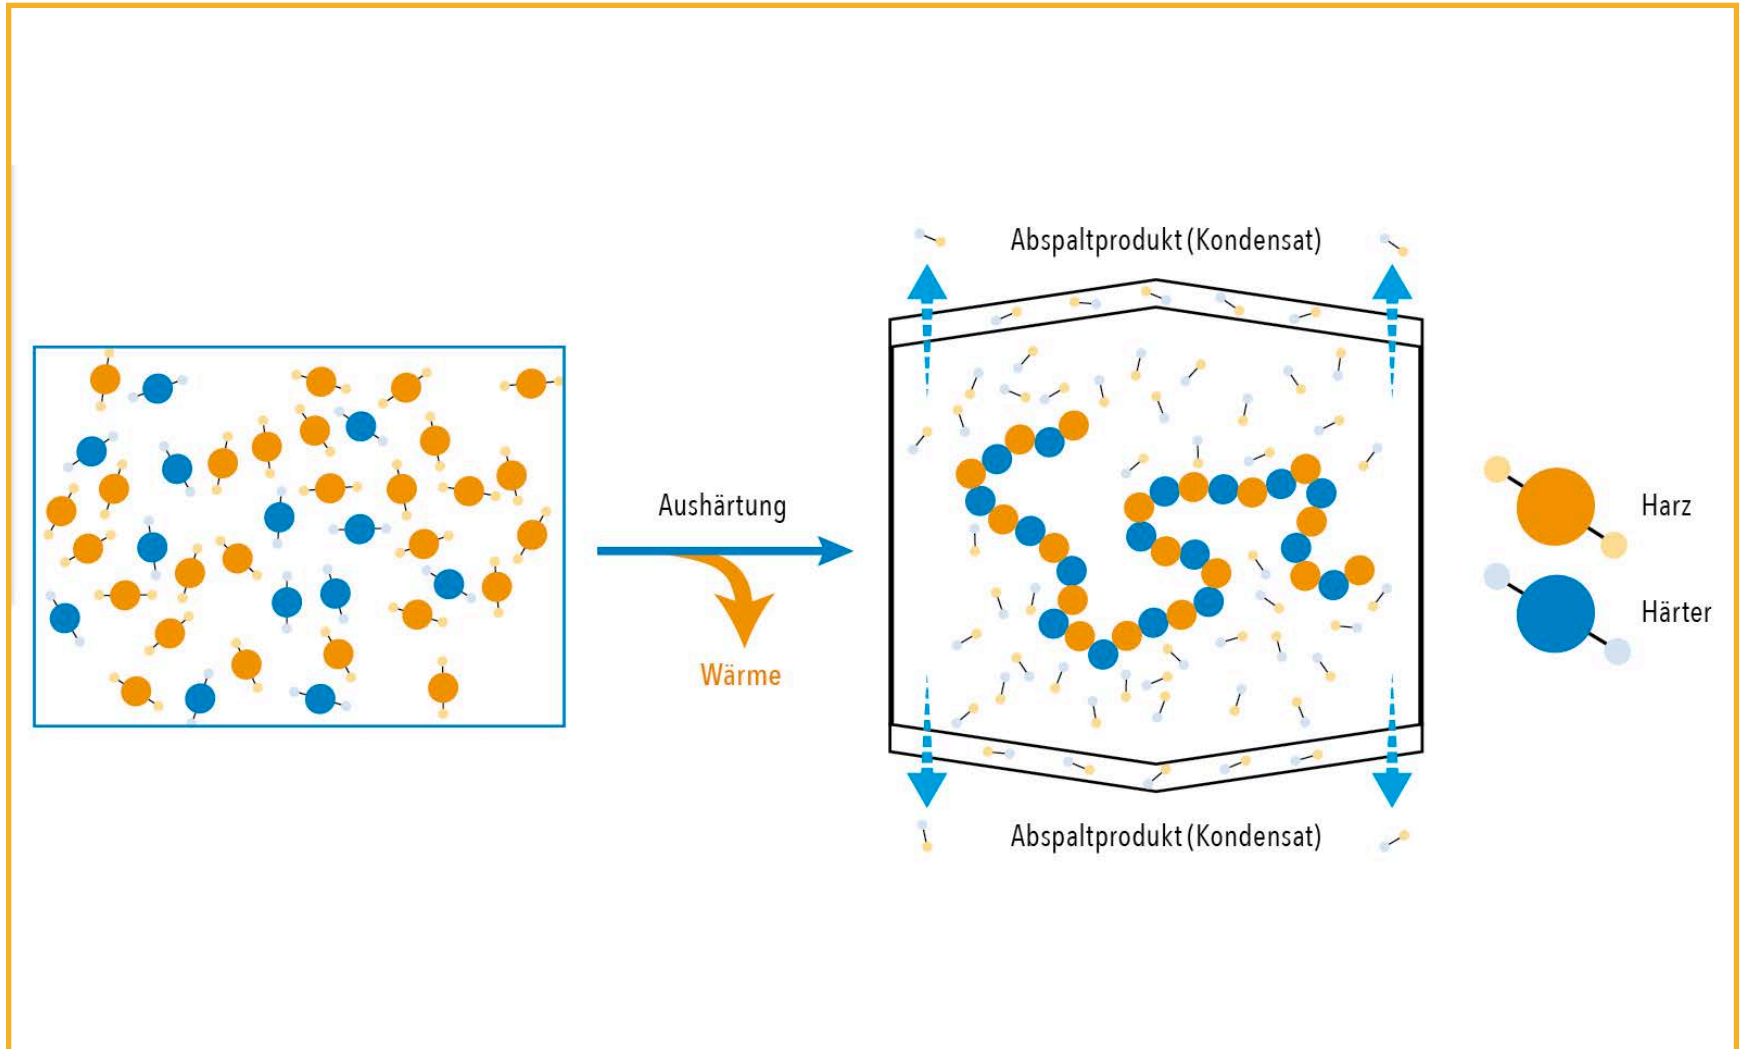 Abspaltprodukt (Kondensat)
Aushärtung
Wärme
Harz
Härter
Abspaltprodukt (Kondensat)